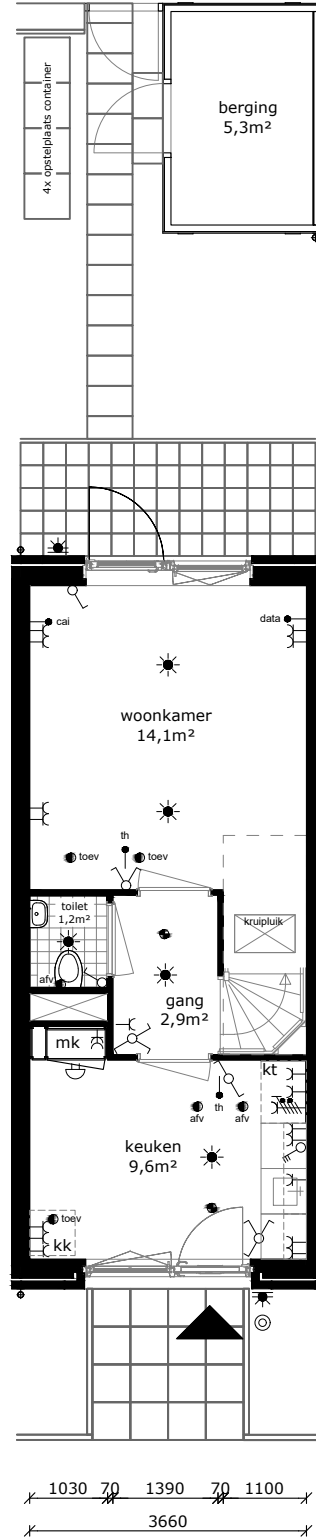 berging
5,3m²
4x opstelplaats container
cai
data
woonkamer
14,1m²
th
toev
toev
toilet
1,2m²
kruipluik
afv
gang
2,9m²
mk
kt
afv
th
afv
keuken
9,6m²
toev
kk
1030 70 1390 70 1100
3660